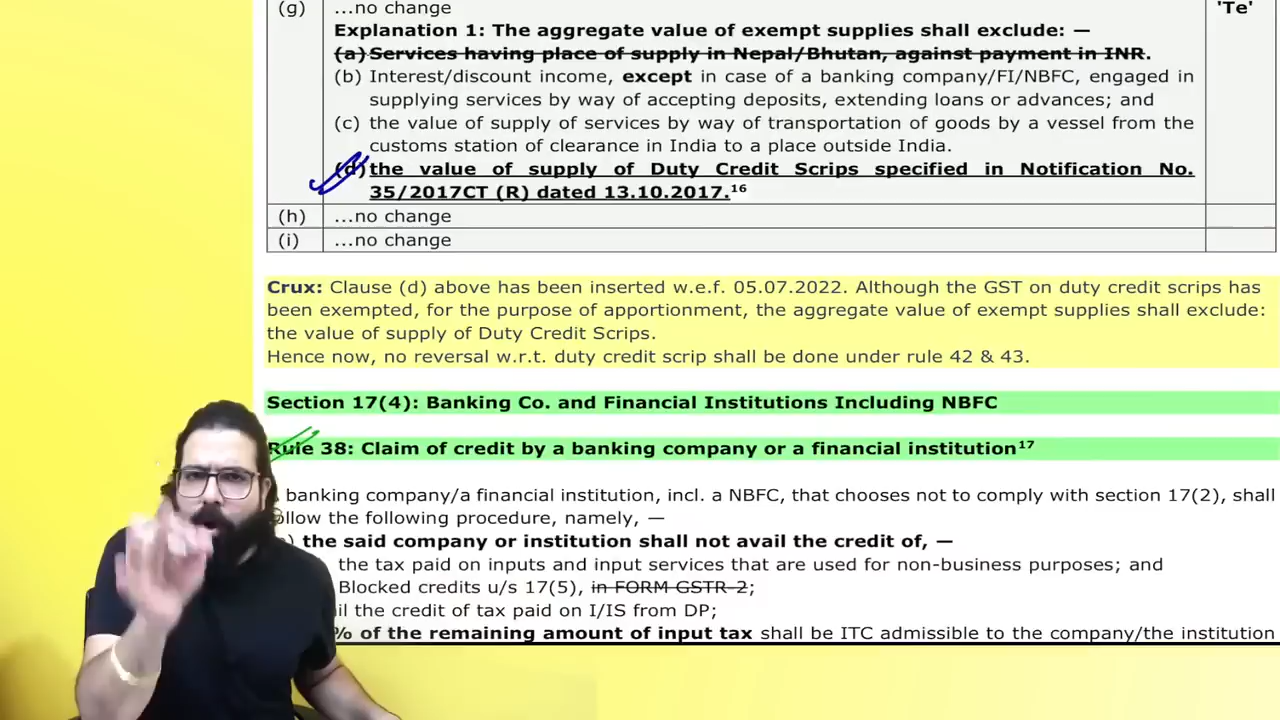 (g) ...no change 'Te'
Explanation 1: The aggregate value of exempt supplies shall exclude: —
(a) Services having place of supply in Nepal/Bhutan, against payment in INR.
(b) Interest/discount income, except in case of a banking company/FI/NBFC, engaged in
supplying services by way of accepting deposits, extending loans or advances; and
(c) the value of supply of services by way of transportation of goods by a vessel from the
customs station of clearance in India to a place outside India.
(d) the value of supply of Duty Credit Scrips specified in Notification No.
35/2017CT (R) dated 13.10.2017.16
(h) ...no change
(i) ...no change
Crux: Clause (d) above has been inserted w.e.f. 05.07.2022. Although the GST on duty credit scrips has
been exempted, for the purpose of apportionment, the aggregate value of exempt supplies shall exclude:
the value of supply of Duty Credit Scrips.
Hence now, no reversal w.r.t. duty credit scrip shall be done under rule 42 & 43.
Section 17(4): Banking Co. and Financial Institutions Including NBFC
Rule 38: Claim of credit by a banking company or a financial institution17
banking company/a financial institution, incl. a NBFC, that chooses not to comply with section 17(2), shall
the following procedure, namely, —
the said company or institution shall not avail the credit of, —
the tax paid on inputs and input services that are used for non-business purposes; and
Blocked credits u/s 17(5), in FORM GSTR-2;
the credit of tax paid on I/IS from DP;
% of the remaining amount of input tax shall be ITC admissible to the company/the institution